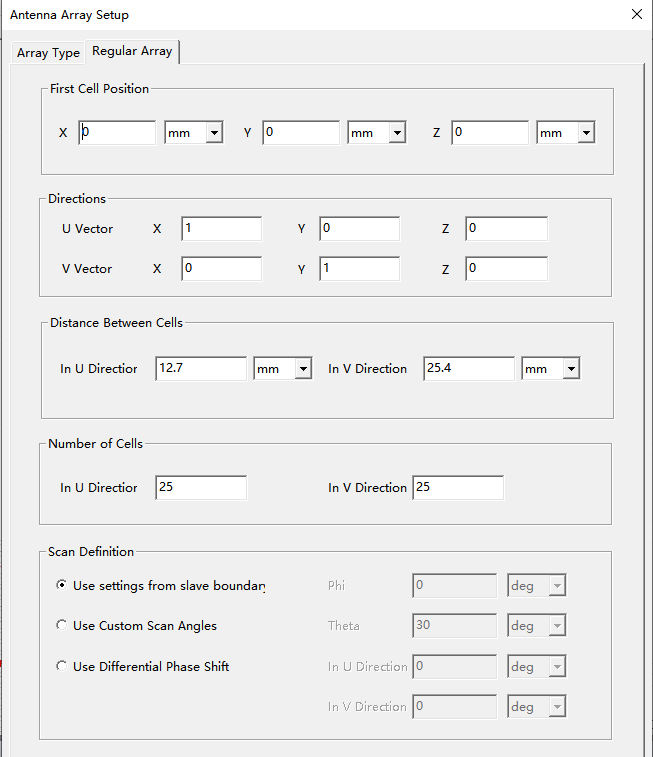 Antenna Array Setup
Array Type Regular Array
First Cell Position
X 0 mm Y 0 mm Z 0 mm
Directions
U Vector X 1 Y 0 Z 0
V Vector X 0 Y 1 Z 0
Distance Between Cells
In U Direction 12.7 mm In V Direction 25.4 mm
Number of Cells
In U Direction 25 In V Direction 25
Scan Definition
Use settings from slave boundary Phi 0 deg
Use Custom Scan Angles Theta 30 deg
Use Differential Phase Shift In U Direction 0 deg
In V Direction 0 deg